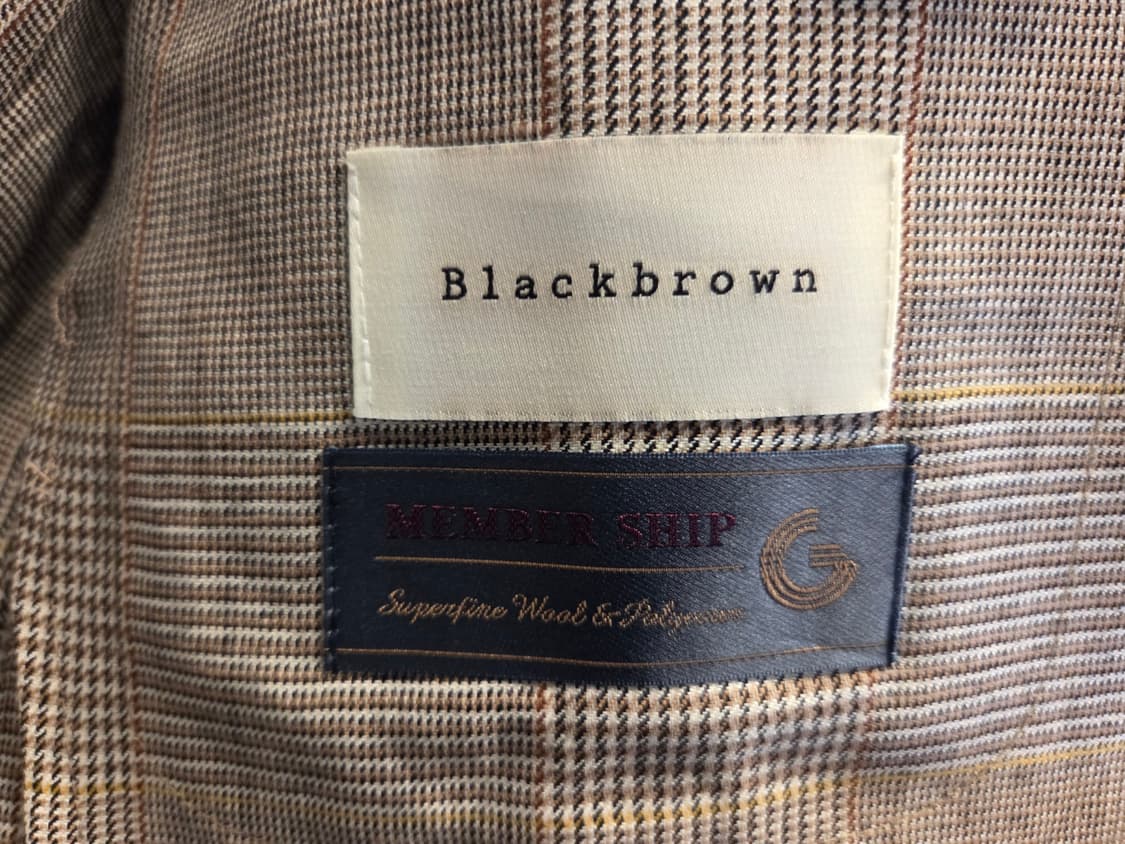 Blackbrown
MEMBER SHIP
G
Superfine Wool & Polyester